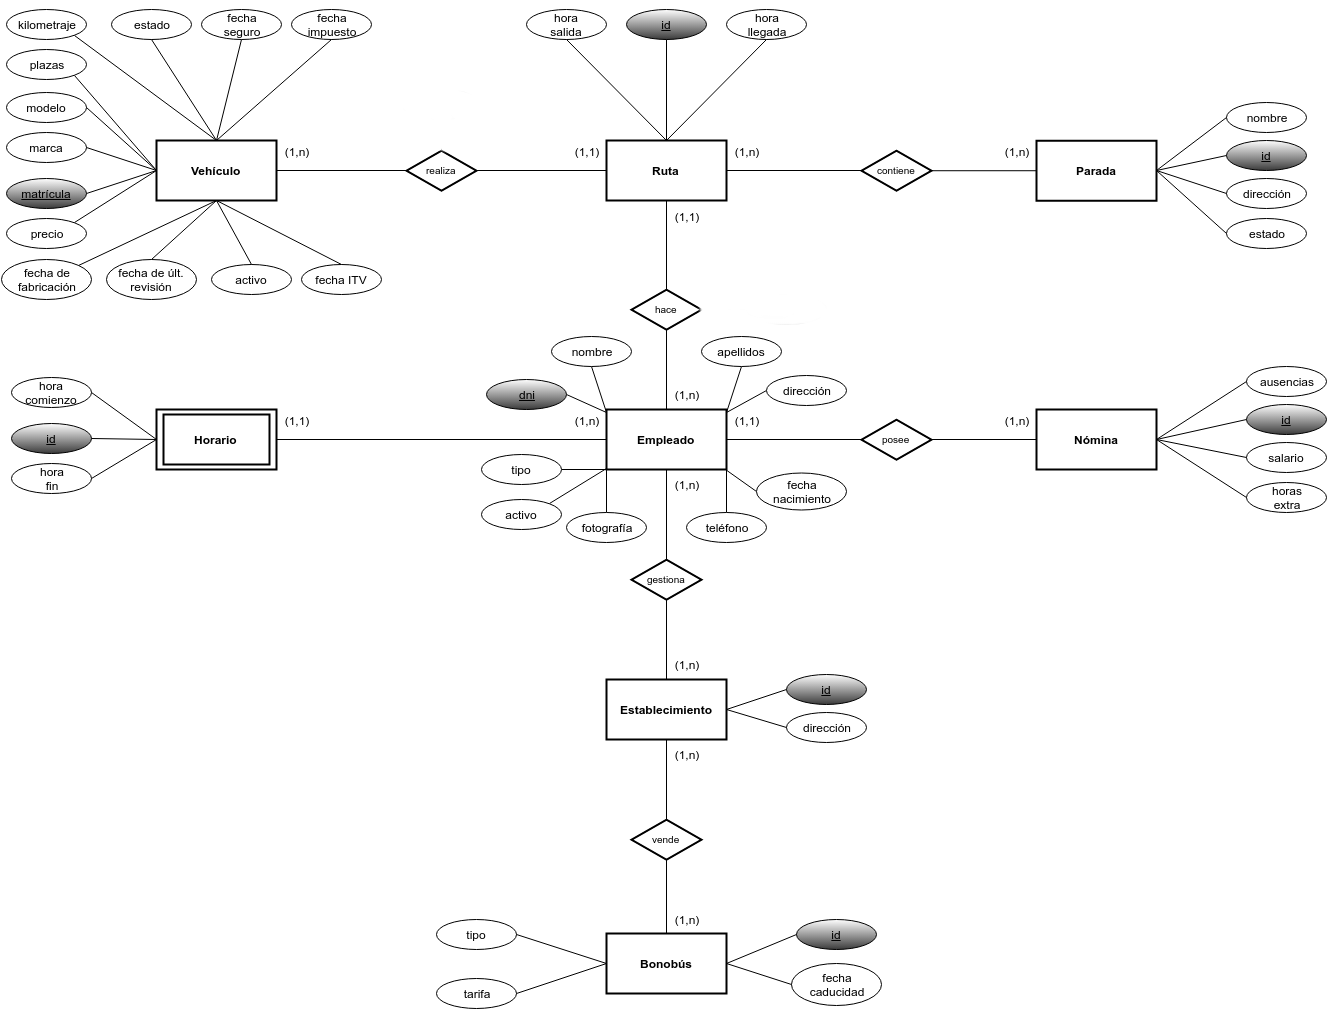 kilometraje
estado
fecha
seguro
fecha
impuesto
hora
salida
id
hora
llegada
plazas
modelo
marca
matrícula
precio
Vehículo
(1,n)
realiza
(1,1)
Ruta
(1,n)
contiene
(1,n)
Parada
nombre
id
dirección
estado
(1,1)
fecha de
fabricación
fecha de últ.
revisión
activo
fecha ITV
hace
nombre
apellidos
dni
dirección
(1,n)
hora
comienzo
id
hora
fin
Horario
(1,1)
(1,n)
Empleado
(1,1)
posee
(1,n)
Nómina
ausencias
id
salario
horas
extra
tipo
activo
fotografía
(1,n)
teléfono
fecha
nacimiento
gestiona
(1,n)
Establecimiento
id
dirección
(1,n)
vende
(1,n)
tipo
tarifa
Bonobús
id
fecha
caducidad